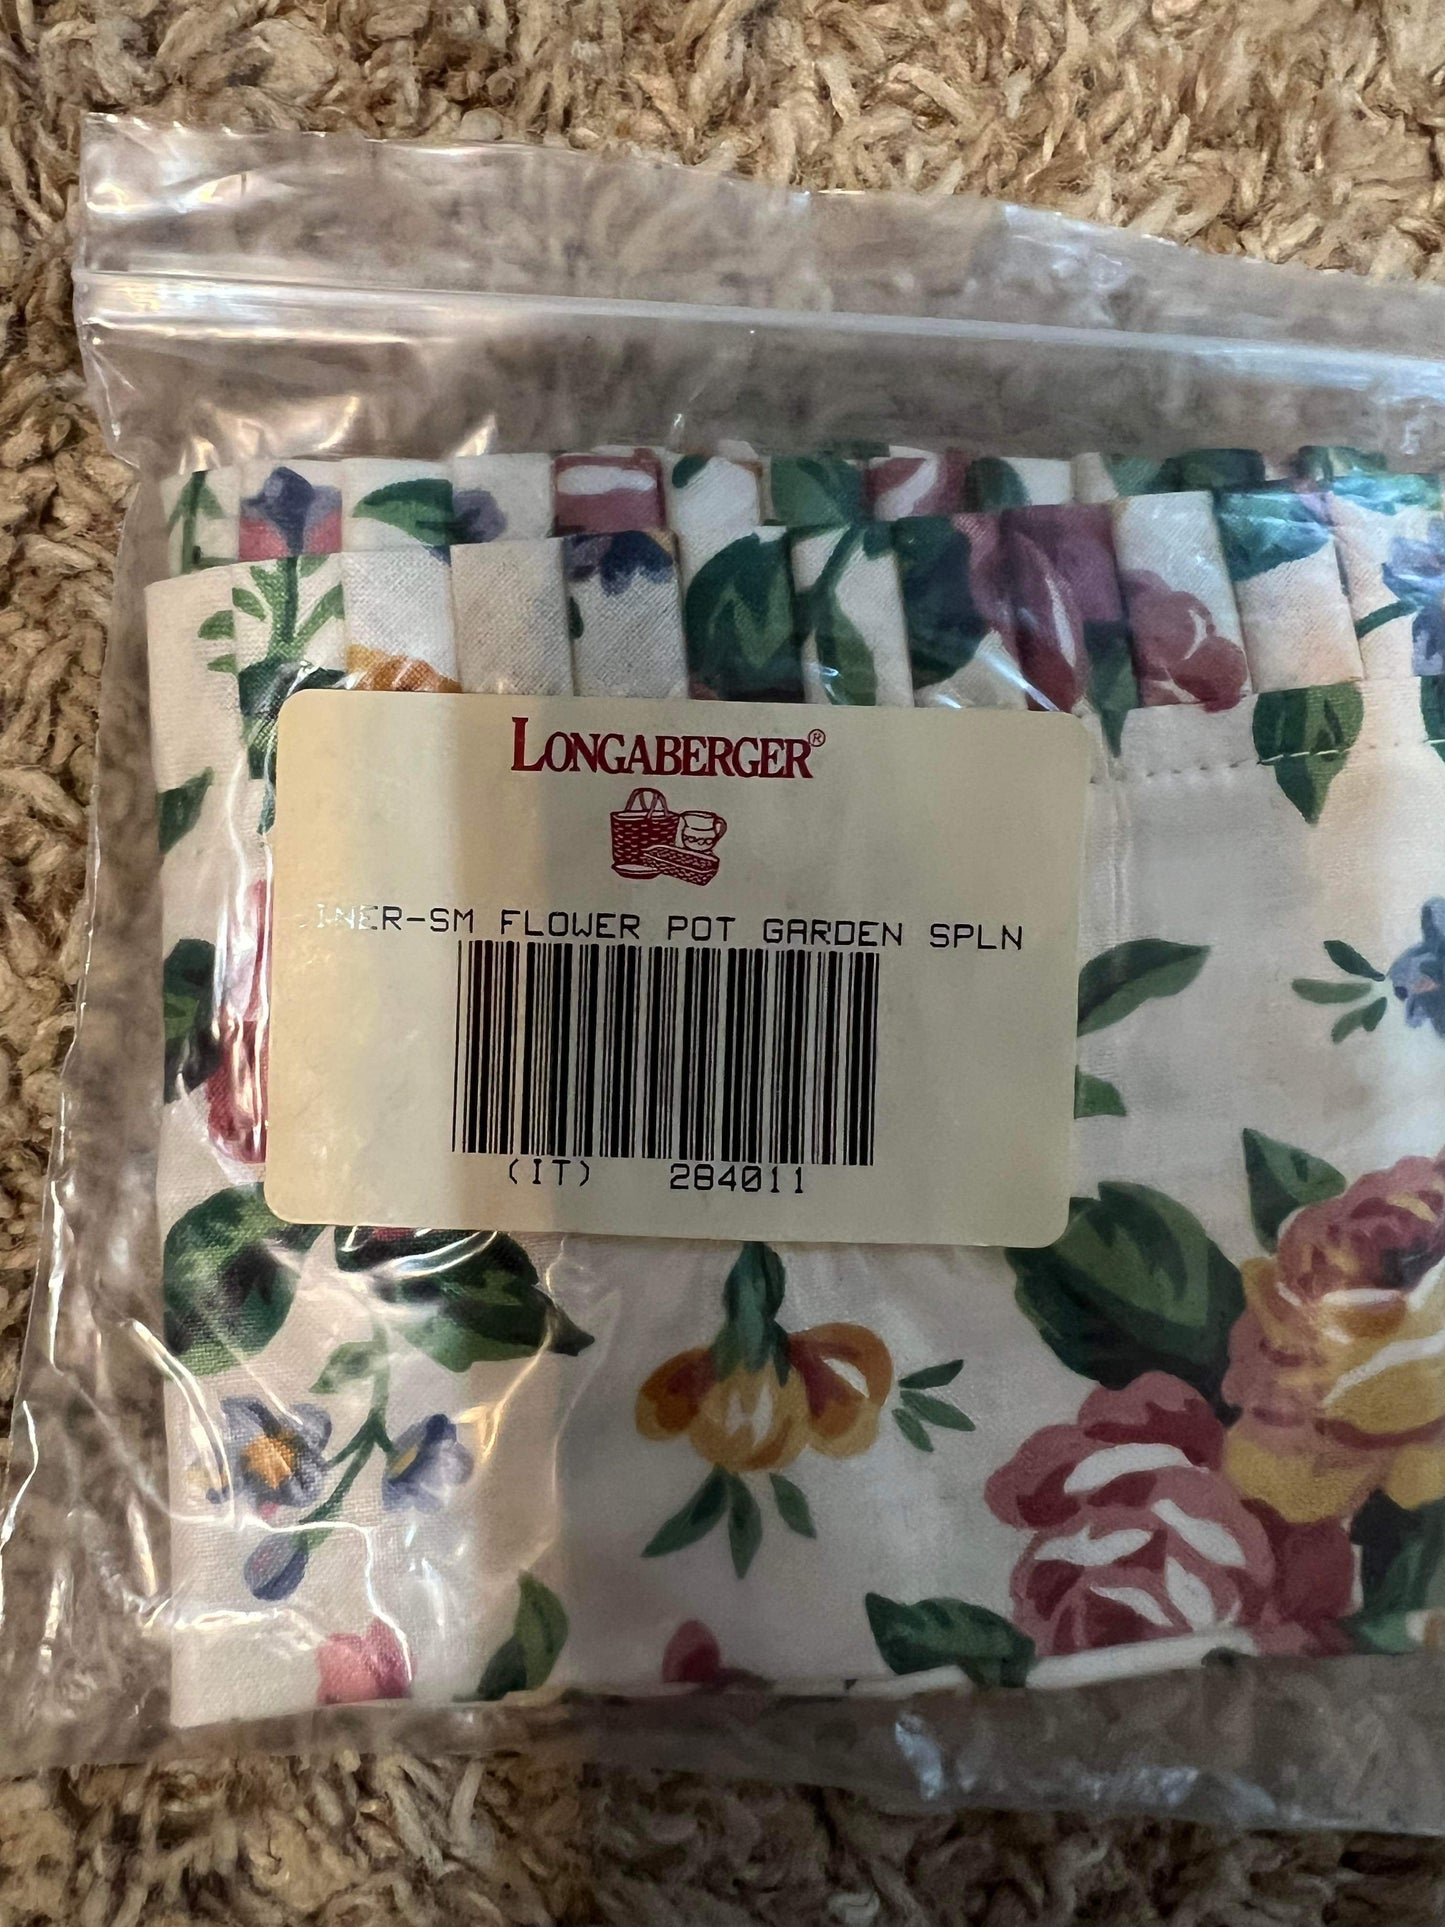 LONGABERGER®
INER-SM FLOWER POT GARDEN SPLN
(IT) 284011